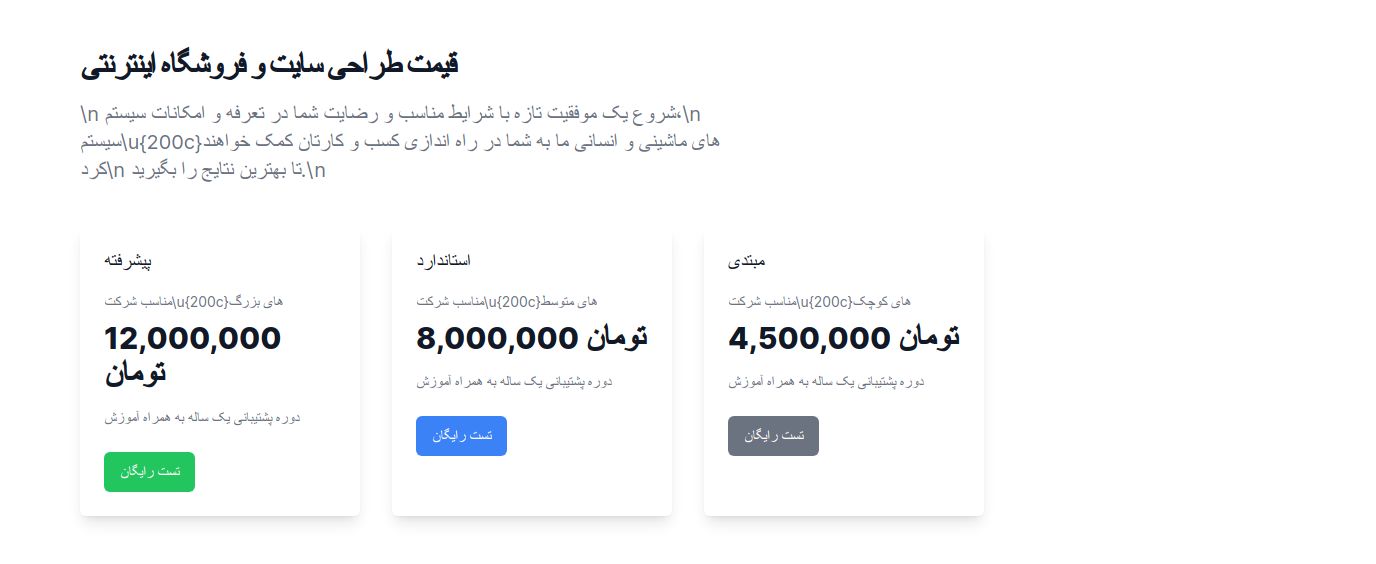 قیمت طراحی سایت و فروشگاه اینترنتی
\n شروع یک موفقیت تازه با شرایط مناسب و رضایت شما در تعرفه و امکانات سیستم،\n
سیستم\u{200c}های ماشینی و انسانی ما به شما در راه اندازی کسب و کارتان کمک خواهند
کرد\n تا بهترین نتایج را بگیرید.\n
پیشرفته
مناسب شرکت\u{200c}های بزرگ
12,000,000
تومان
دوره پشتیبانی یک ساله به همراه آموزش
تست رایگان
استاندارد
مناسب شرکت\u{200c}های متوسط
8,000,000 تومان
دوره پشتیبانی یک ساله به همراه آموزش
تست رایگان
مبتدی
مناسب شرکت\u{200c}های کوچک
4,500,000 تومان
دوره پشتیبانی یک ساله به همراه آموزش
تست رایگان